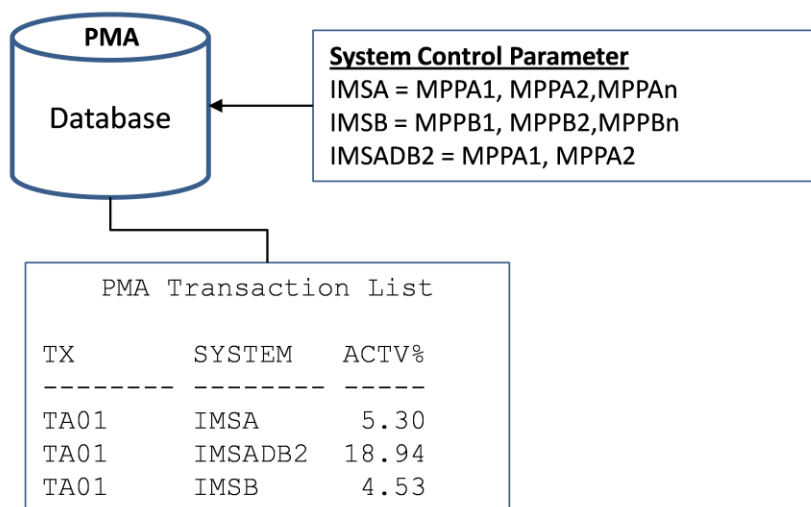 PMA
Database
System Control Parameter
IMSA = MPPA1, MPPA2,MPPAn
IMSB = MPPB1, MPPB2,MPPBn
IMSADB2 = MPPA1, MPPA2
PMA Transaction List
TX SYSTEM ACTV%
-------- -------- -----
TA01 IMSA 5.30
TA01 IMSADB2 18.94
TA01 IMSB 4.53